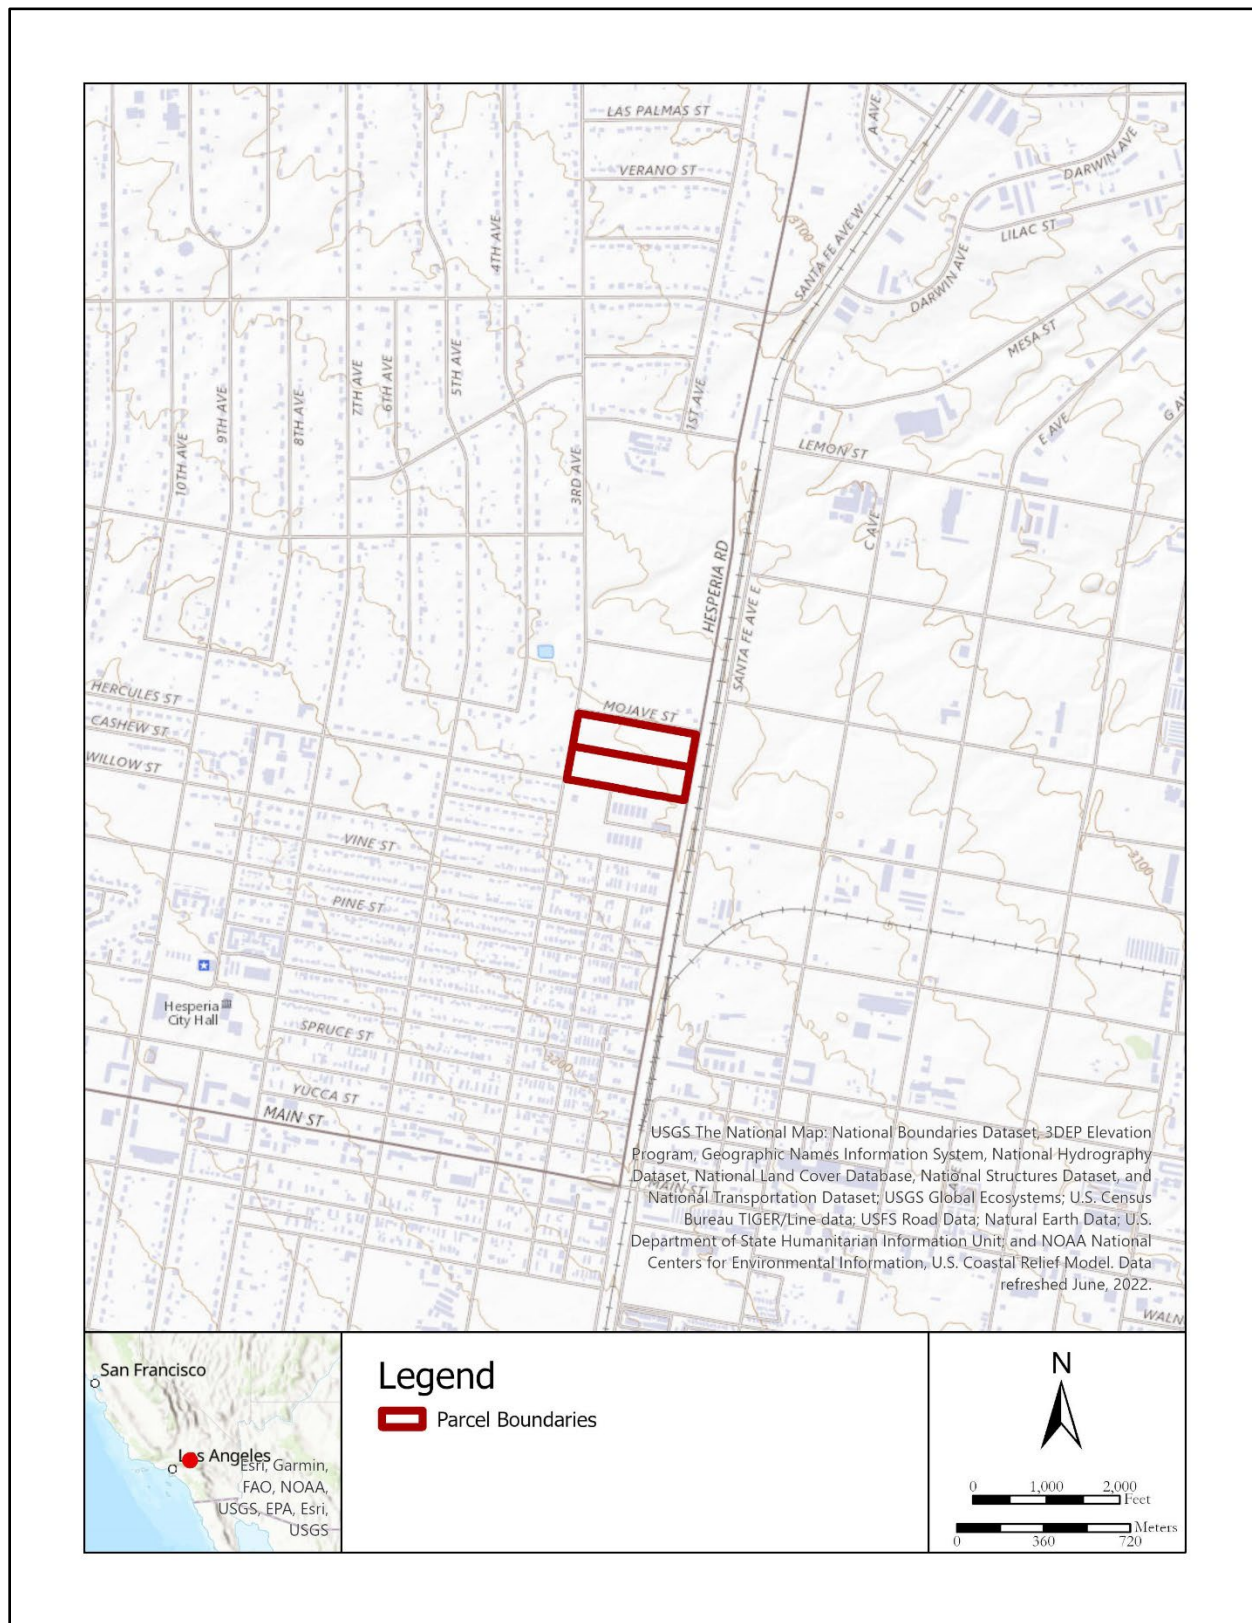 LAS PALMAS ST
A AVE
VERANO ST
DARWIN AVE
3100
LILAC ST
4TH AVE
SANTA FE AVE W
DARWIN AVE
MESA ST
5TH AVE
7TH AVE
6TH AVE
9TH AVE
8TH AVE
1ST AVE
10TH AVE
E AVE
LEMON ST
3RD AVE
C AVE
HESPERIA RD
SANTA FE AVE E
HERCULES ST
CASHEW ST
WILLOW ST
MOJAVE ST
VINE ST
3100
PINE ST
Hesperia
City Hall
SPRUCE ST
3200
YUCCA ST
MAIN ST
MAIN ST
USGS The National Map: National Boundaries Dataset, 3DEP Elevation
Program, Geographic Names Information System, National Hydrography
Dataset, National Land Cover Database, National Structures Dataset, and
National Transportation Dataset; USGS Global Ecosystems; U.S. Census
Bureau TIGER/Line data; USFS Road Data; Natural Earth Data; U.S.
Department of State Humanitarian Information Unit; and NOAA National
Centers for Environmental Information, U.S. Coastal Relief Model. Data
refreshed June, 2022.
WALN
San Francisco
Los Angeles
Esri, Garmin,
FAO, NOAA,
USGS, EPA, Esri,
USGS
Legend
Parcel Boundaries
N
0 1,000 2,000
Feet
Meters
0 360 720